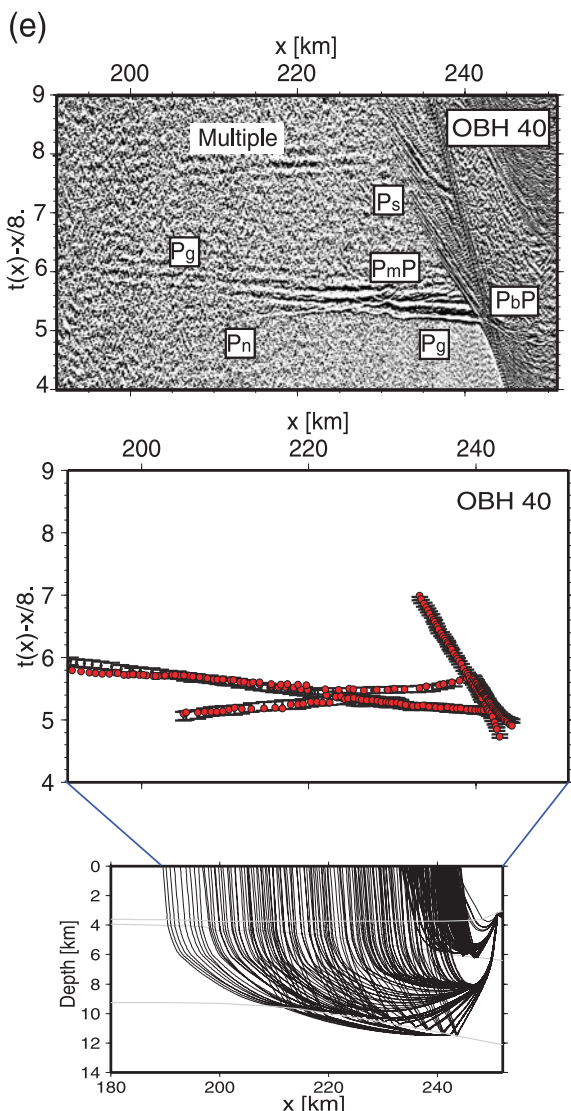 (e)
x [km]
200 220 240
9
8
7
6
5
4
t(x)-x/8.
Multiple
OBH 40
Ps
Pg
PmP
PbP
Pn
Pg
x [km]
200 220 240
9
8
7
6
5
4
t(x)-x/8.
OBH 40
0
2
4
6
8
10
12
14
Depth [km]
180 200 220 240
x [km]